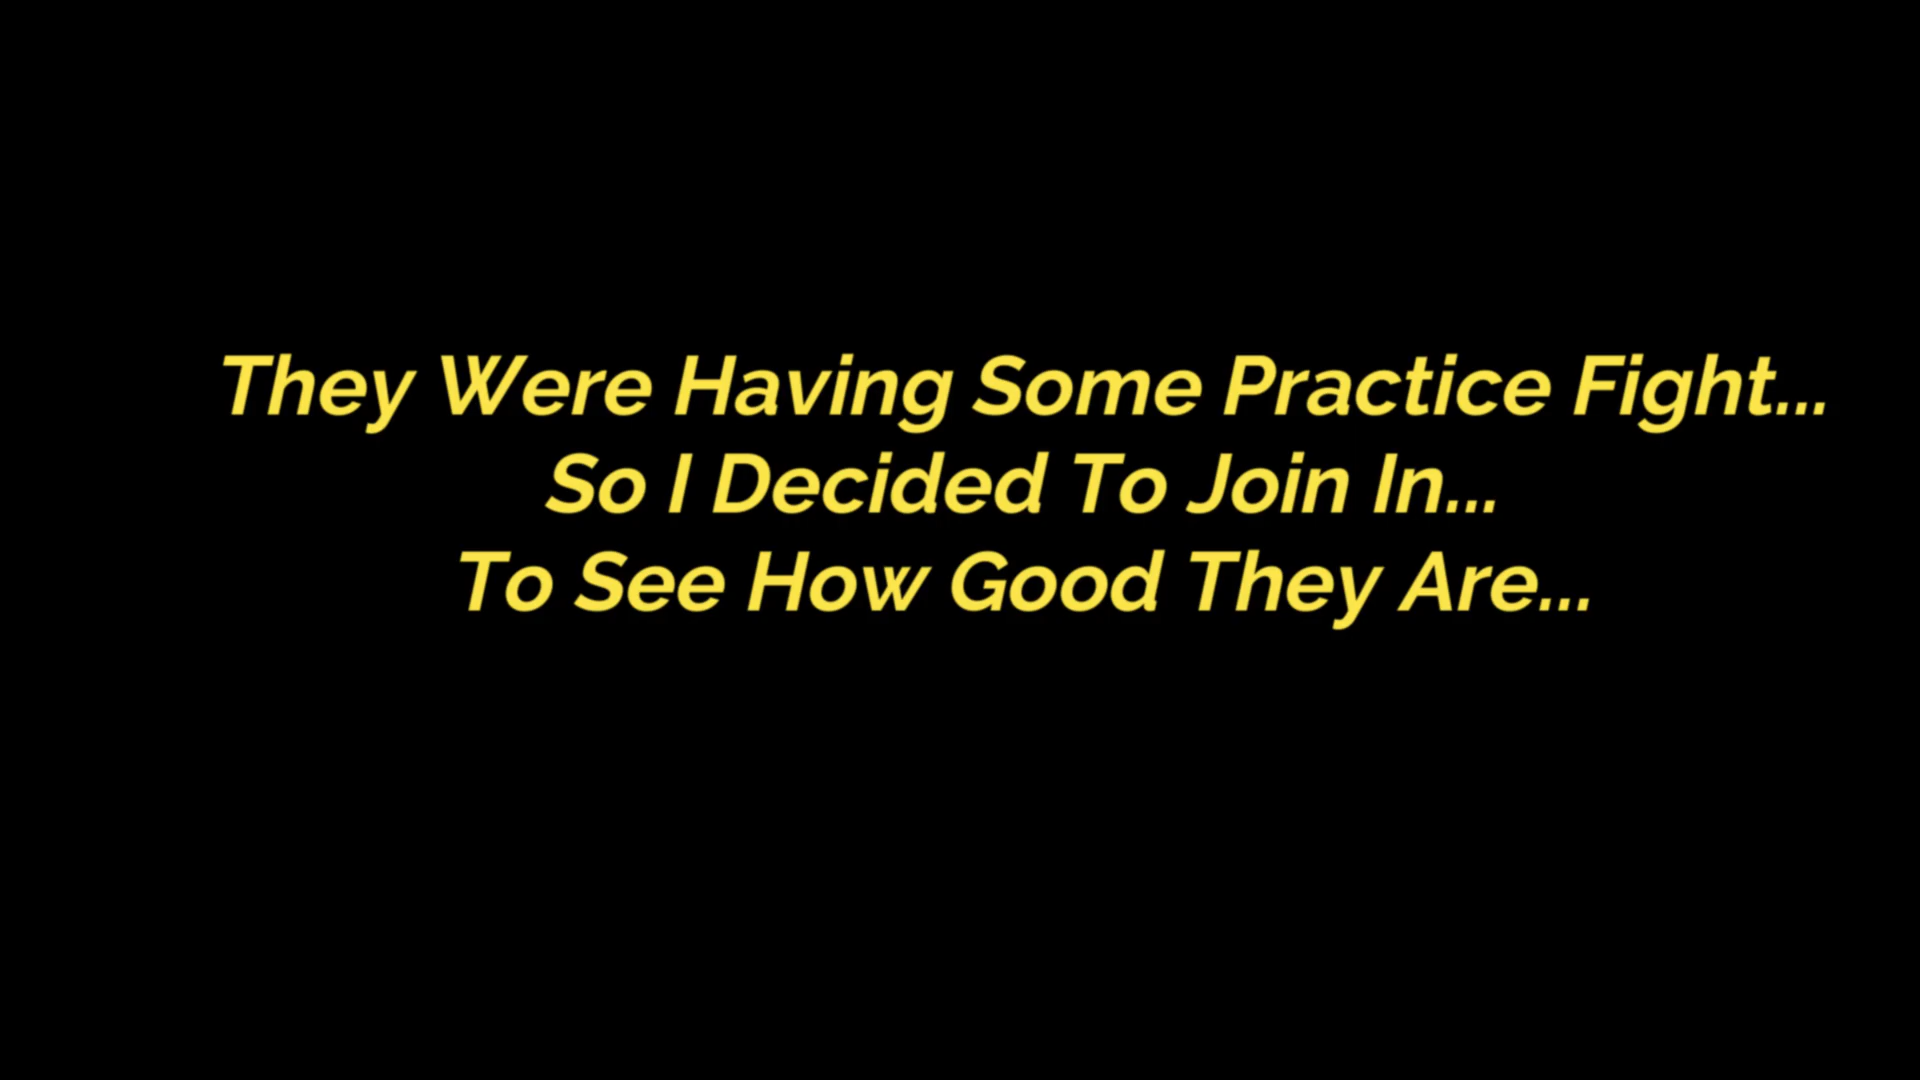 They Were Having Some Practice Fight...
So I Decided To Join In...
To See How Good They Are...